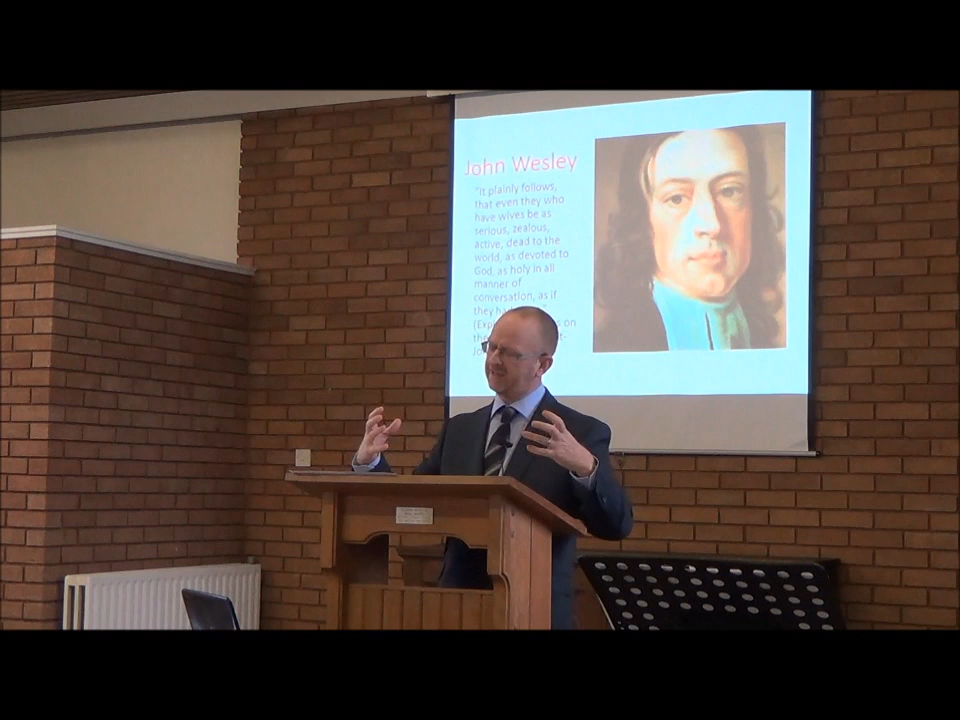 John Wesley
"It plainly follows,
that even they who
have wives be as
serious, zealous,
active, dead to the
world, as devoted to
God, as holy in all
manner of
conversation, as if
they
on